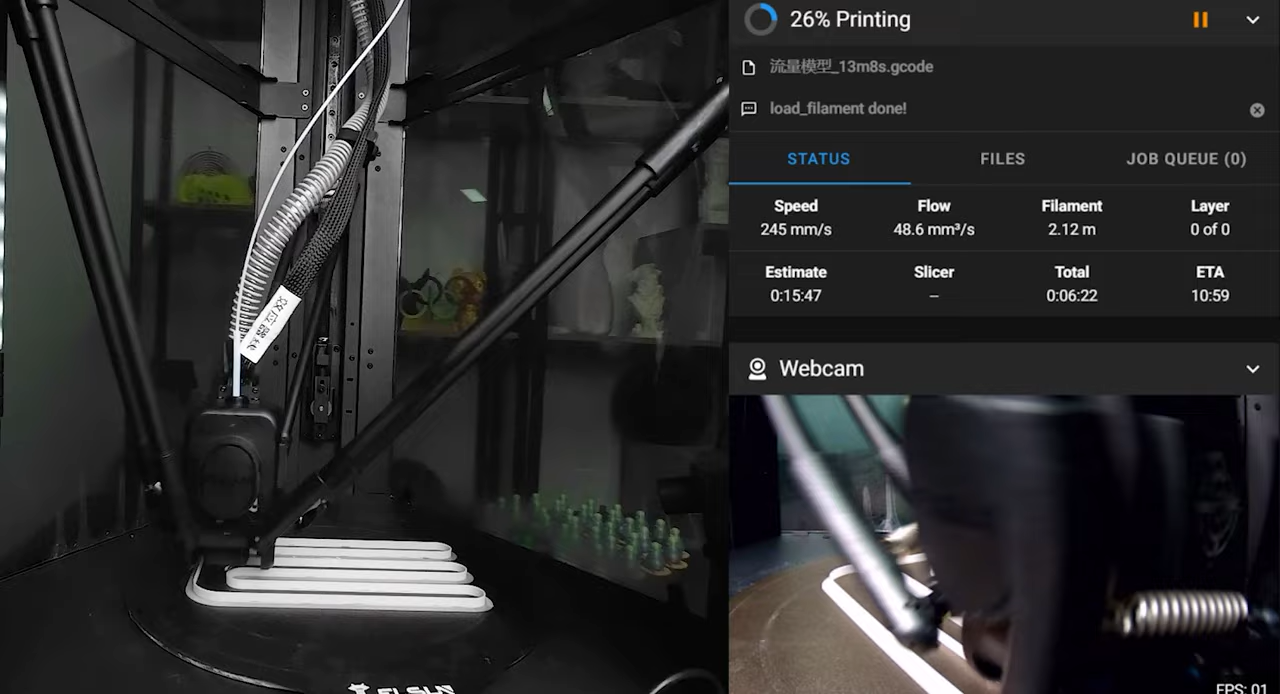 26% Printing
流量模型_13m8s.gcode
load_filament done!
STATUS FILES JOB QUEUE (0)
Speed Flow Filament Layer
245 mm/s 48.6 mm³/s 2.12 m 0 of 0
Estimate Slicer Total ETA
0:15:47 – 0:06:22 10:59
Webcam
FPS: 01